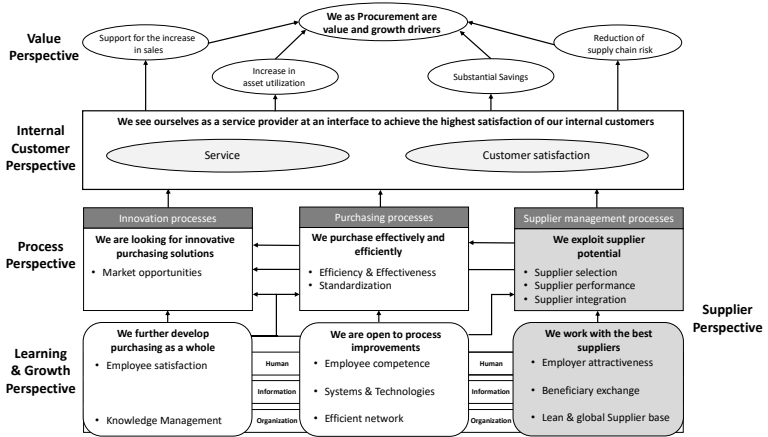 Value
Perspective
Support for the increase
in sales
We as Procurement are
value and growth drivers
Reduction of
supply chain risk
Increase in
asset utilization
Substantial Savings
Internal
Customer
Perspective
We see ourselves as a service provider at an interface to achieve the highest satisfaction of our internal customers
Service
Customer satisfaction
Process
Perspective
Innovation processes
We are looking for innovative
purchasing solutions
• Market opportunities
Purchasing processes
We purchase effectively and
efficiently
• Efficiency & Effectiveness
• Standardization
Supplier management processes
We exploit supplier
potential
• Supplier selection
• Supplier performance
• Supplier integration
Supplier
Perspective
Learning
& Growth
Perspective
We further develop
purchasing as a whole
• Employee satisfaction
• Knowledge Management
Human
Information
Organization
We are open to process
improvements
• Employee competence
• Systems & Technologies
• Efficient network
Human
Information
Organization
We work with the best
suppliers
• Employer attractiveness
• Beneficiary exchange
• Lean & global Supplier base